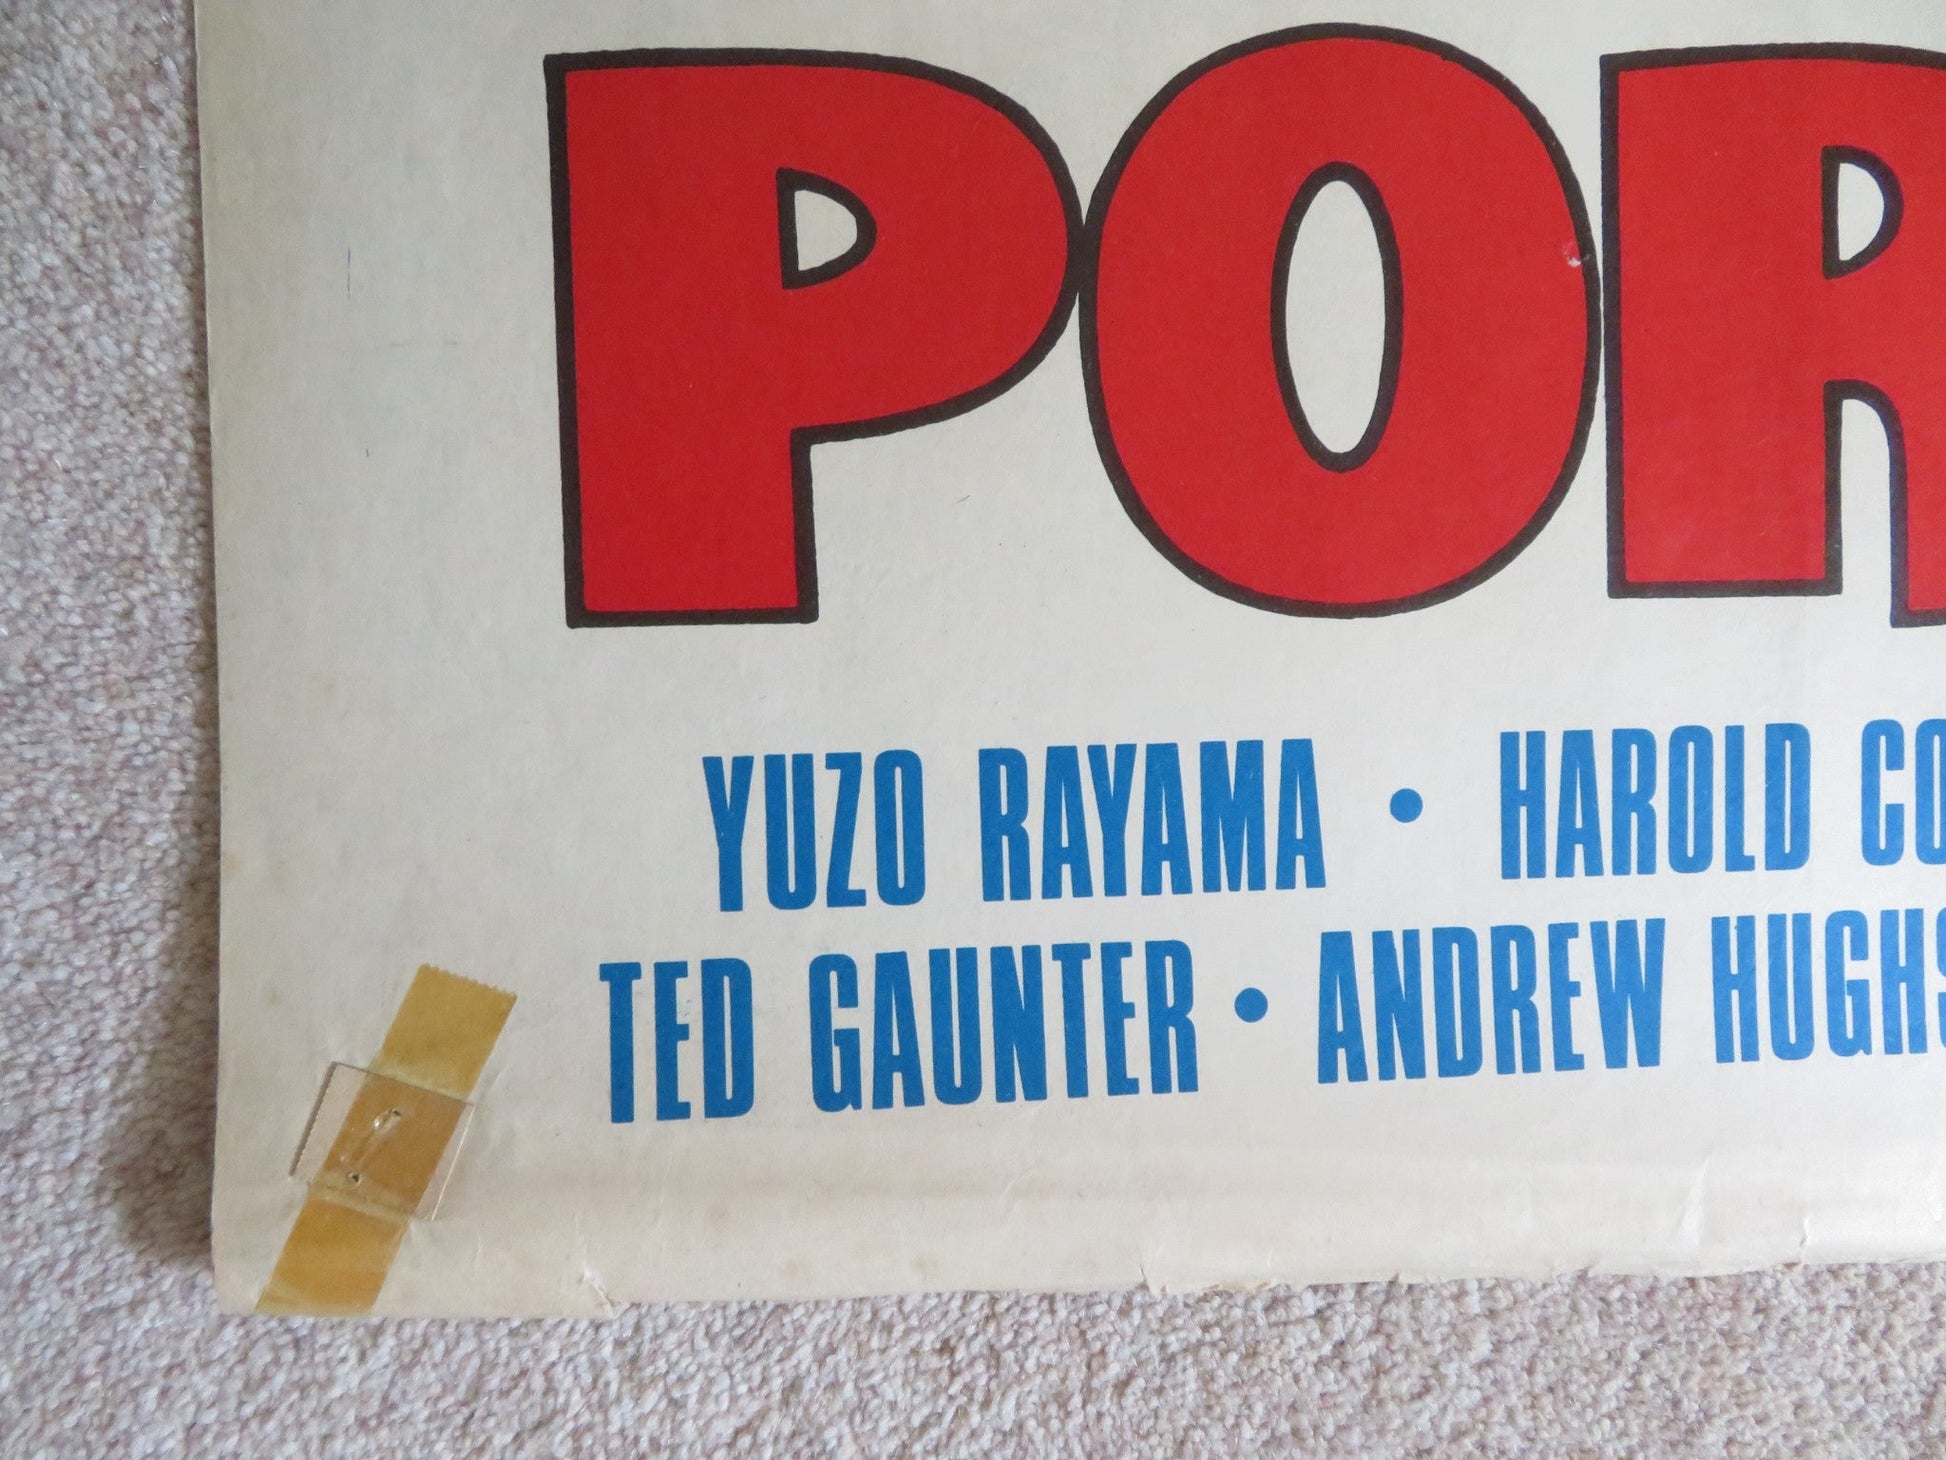 POR
YUZO RAYAMA • HAROLD CO
TED GAUNTER • ANDREW HUGHS